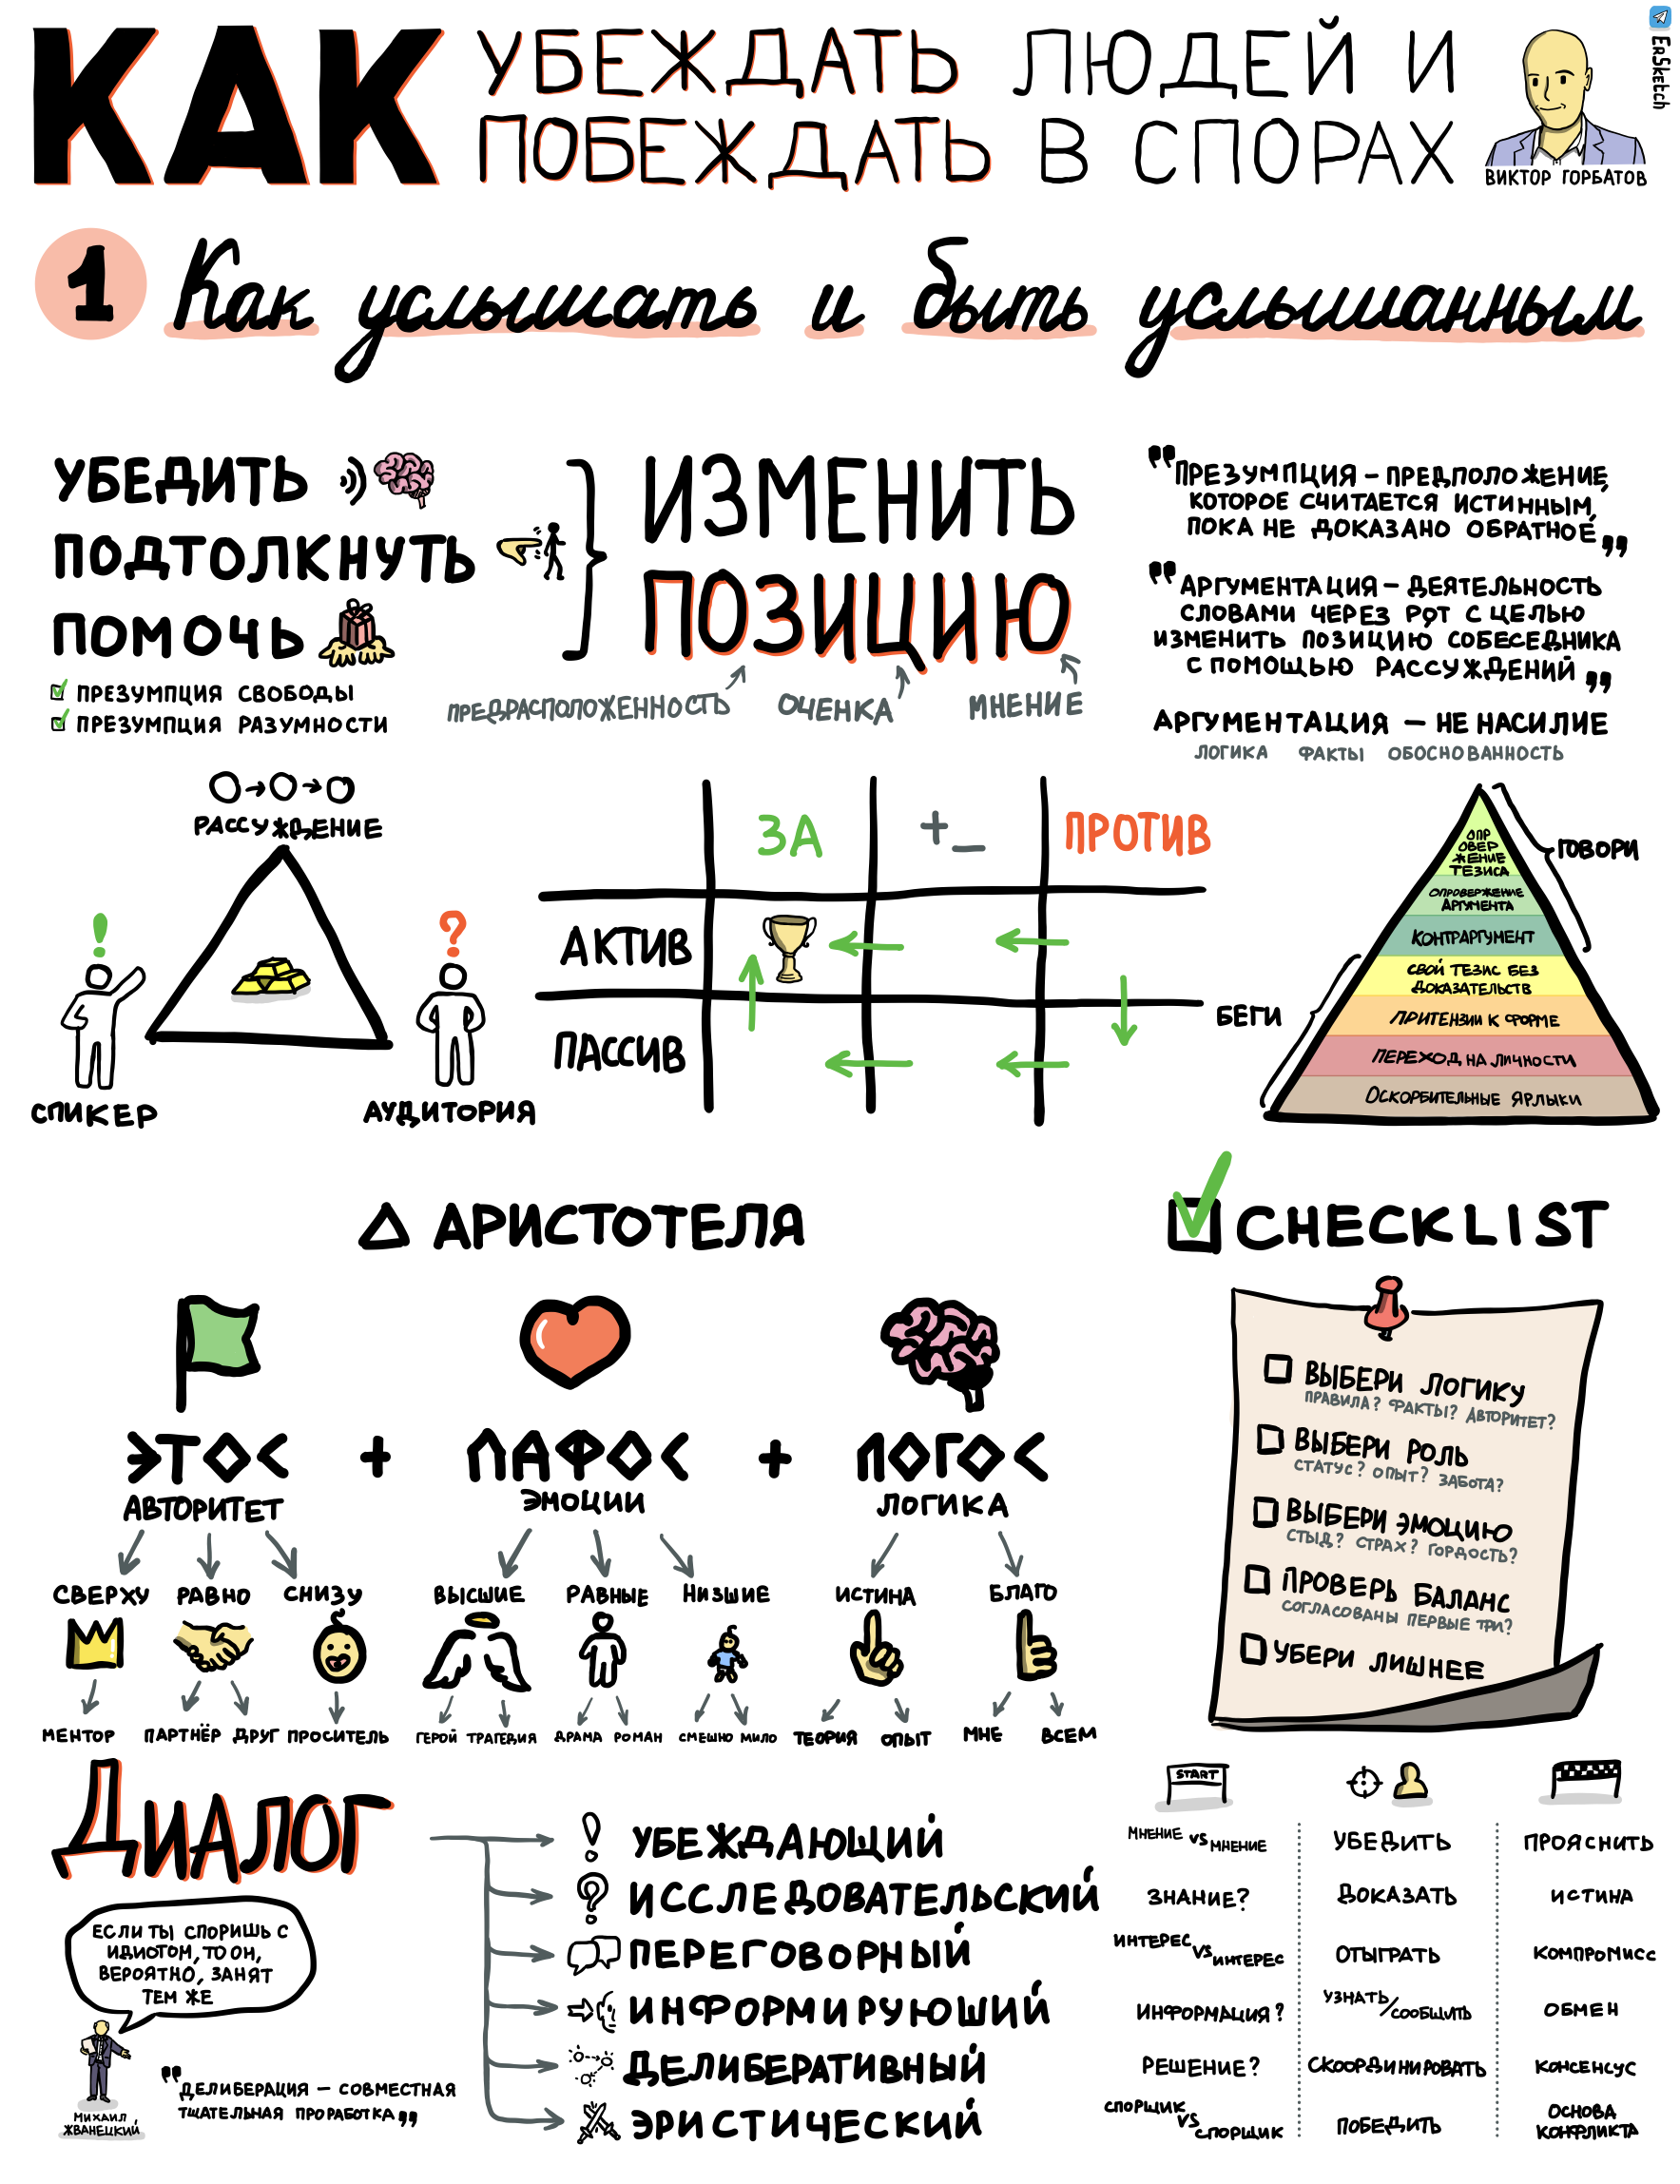 КАК
УБЕЖДАТЬ ЛЮДЕЙ И
ПОБЕЖДАТЬ В СПОРАХ
ВИКТОР ГОРБАТОВ
ERSKETCH
1 Как услышать и быть услышанным
УБЕДИТЬ
ПОДТОЛКНУТЬ
ПОМОЧЬ
ПРЕЗУМПЦИЯ СВОБОДЫ
ПРЕЗУМПЦИЯ РАЗУМНОСТИ
ИЗМЕНИТЬ
ПОЗИЦИЮ
ПРЕДРАСПОЛОЖЕННОСТЬ ОЦЕНКА МНЕНИЕ
"ПРЕЗУМПЦИЯ – ПРЕДПОЛОЖЕНИЕ,
КОТОРОЕ СЧИТАЕТСЯ ИСТИННЫМ,
ПОКА НЕ ДОКАЗАНО ОБРАТНОЕ"
"АРГУМЕНТАЦИЯ – ДЕЯТЕЛЬНОСТЬ
СЛОВАМИ ЧЕРЕЗ РОТ С ЦЕЛЬЮ
ИЗМЕНИТЬ ПОЗИЦИЮ СОБЕСЕДНИКА
С ПОМОЩЬЮ РАССУЖДЕНИЙ"
АРГУМЕНТАЦИЯ – НЕ НАСИЛИЕ
ЛОГИКА ФАКТЫ ОБОСНОВАННОСТЬ
РАССУЖДЕНИЕ
!
?
СПИКЕР
АУДИТОРИЯ
ЗА + – ПРОТИВ
АКТИВ
ПАССИВ
ГОВОРИ
БЕГИ
ОПР
ОВЕР
ЖЕНИЕ
ТЕЗИСА
ОПРОВЕРЖЕНИЕ
АРГУМЕНТА
КОНТРАРГУМЕНТ
СВОЙ ТЕЗИС БЕЗ
ДОКАЗАТЕЛЬСТВ
ПРИТЕНЗИИ К ФОРМЕ
ПЕРЕХОД НА ЛИЧНОСТИ
ОСКОРБИТЕЛЬНЫЕ ЯРЛЫКИ
△ АРИСТОТЕЛЯ
ЭТОС + ПАФОС + ЛОГОС
АВТОРИТЕТ ЭМОЦИИ ЛОГИКА
СВЕРХУ РАВНО СНИЗУ ВЫСШИЕ РАВНЫЕ НИЗШИЕ ИСТИНА БЛАГО
МЕНТОР ПАРТНЁР ДРУГ ПРОСИТЕЛЬ ГЕРОЙ ТРАГЕДИЯ ДРАМА РОМАН СМЕШНО МИЛО ТЕОРИЯ ОПЫТ МНЕ ВСЕМ
CHECKLIST
ВЫБЕРИ ЛОГИКУ
ПРАВИЛА? ФАКТЫ? АВТОРИТЕТ?
ВЫБЕРИ РОЛЬ
СТАТУС? ОПЫТ? ЗАБОТА?
ВЫБЕРИ ЭМОЦИЮ
СТЫД? СТРАХ? ГОРДОСТЬ?
ПРОВЕРЬ БАЛАНС
СОГЛАСОВАНЫ ПЕРВЫЕ ТРИ?
УБЕРИ ЛИШНЕЕ
ДИАЛОГ
ЕСЛИ ТЫ СПОРИШЬ С
ИДИОТОМ, ТО ОН,
ВЕРОЯТНО, ЗАНЯТ
ТЕМ ЖЕ
МИХАИЛ
ЖВАНЕЦКИЙ
"ДЕЛИБЕРАЦИЯ – СОВМЕСТНАЯ
ТЩАТЕЛЬНАЯ ПРОРАБОТКА"
START
УБЕЖДАЮЩИЙ МНЕНИЕ VS МНЕНИЕ УБЕДИТЬ ПРОЯСНИТЬ
ИССЛЕДОВАТЕЛЬСКИЙ ЗНАНИЕ? ДОКАЗАТЬ ИСТИНА
ПЕРЕГОВОРНЫЙ ИНТЕРЕС VS ИНТЕРЕС ОТЫГРАТЬ КОМПРОМИСС
ИНФОРМИРУЮШИЙ ИНФОРМАЦИЯ? УЗНАТЬ/СООБЩИТЬ ОБМЕН
ДЕЛИБЕРАТИВНЫЙ РЕШЕНИЕ? СКООРДИНИРОВАТЬ КОНСЕНСУС
ЭРИСТИЧЕСКИЙ СПОРЩИК VS СПОРЩИК ПОБЕДИТЬ ОСНОВА
КОНФЛИКТА